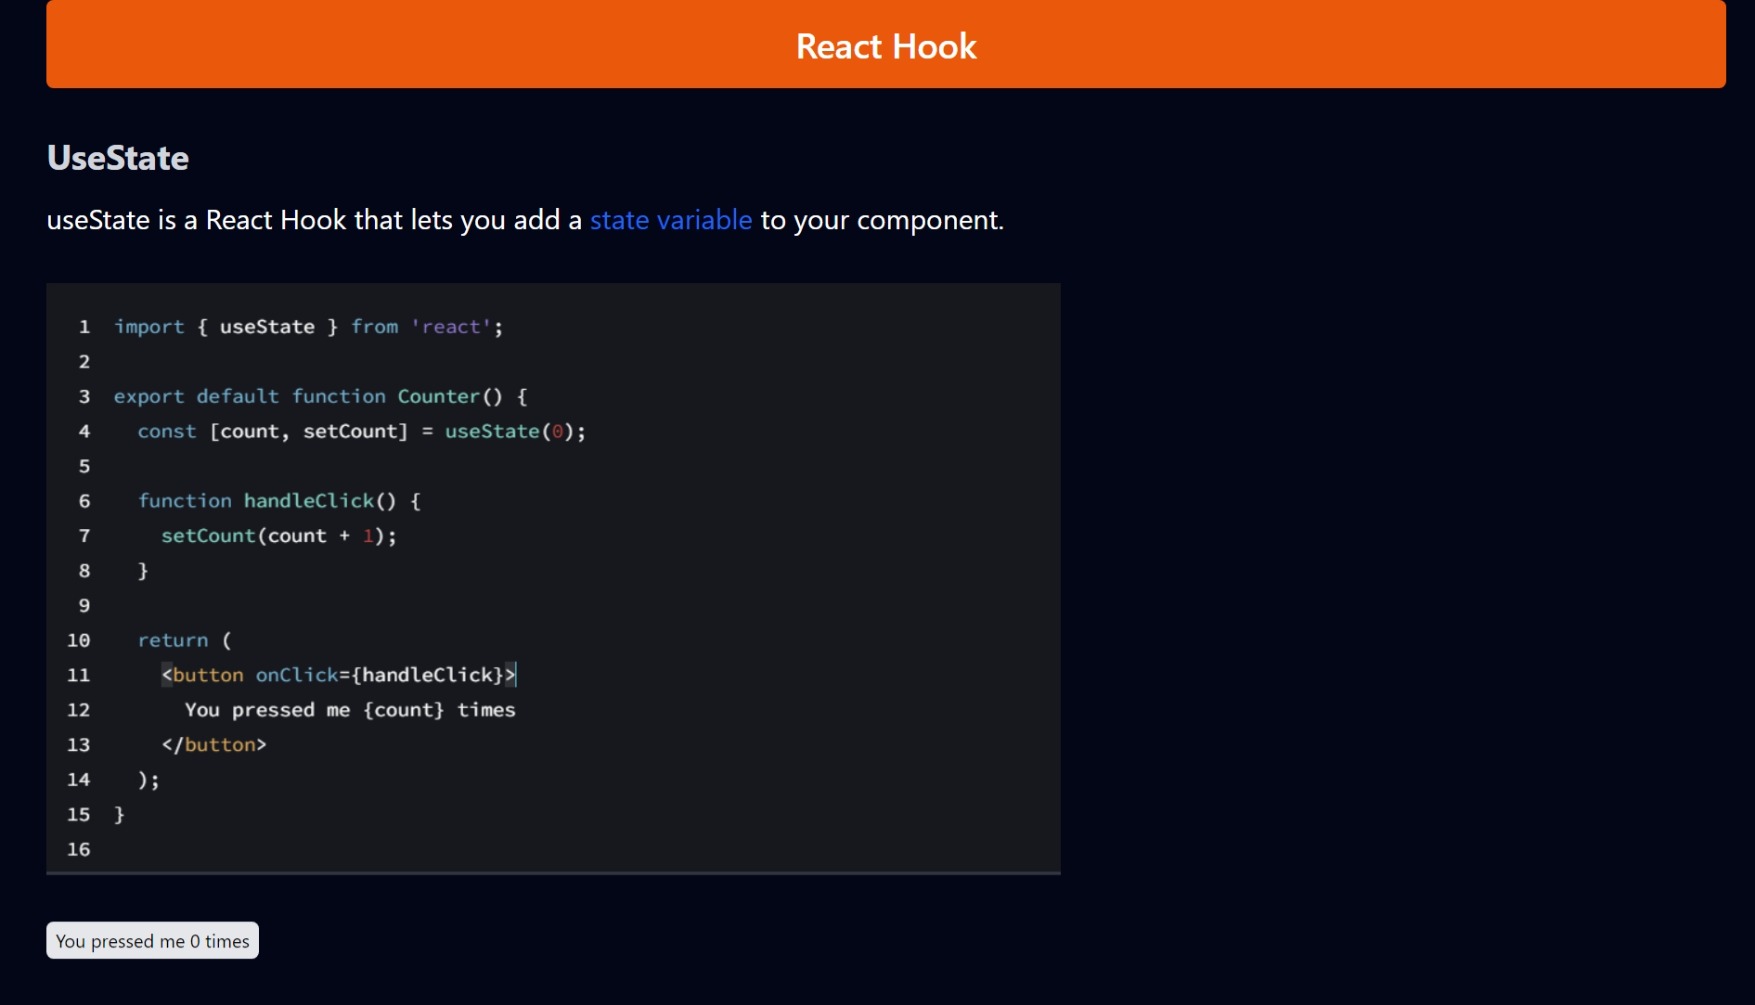 React Hook
UseState
useState is a React Hook that lets you add a state variable to your component.
1 import { useState } from 'react';
2
3 export default function Counter() {
4   const [count, setCount] = useState(0);
5
6   function handleClick() {
7     setCount(count + 1);
8   }
9
10   return (
11     <button onClick={handleClick}>
12       You pressed me {count} times
13     </button>
14   );
15 }
16
You pressed me 0 times